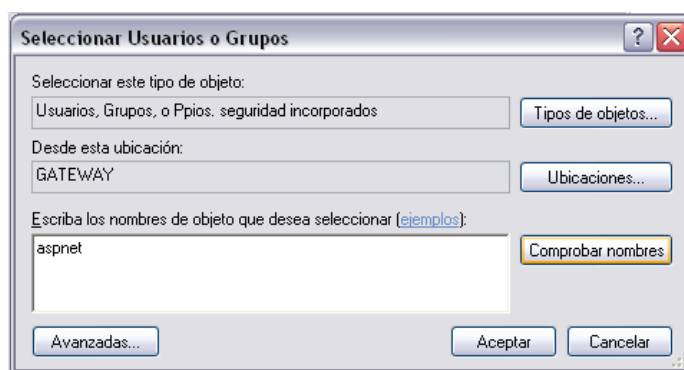 Seleccionar Usuarios o Grupos
Seleccionar este tipo de objeto:
Usuarios, Grupos, o Ppios. seguridad incorporados
Tipos de objetos...
Desde esta ubicación:
GATEWAY
Ubicaciones...
Escriba los nombres de objeto que desea seleccionar (ejemplos):
aspnet
Comprobar nombres
Avanzadas...
Aceptar
Cancelar